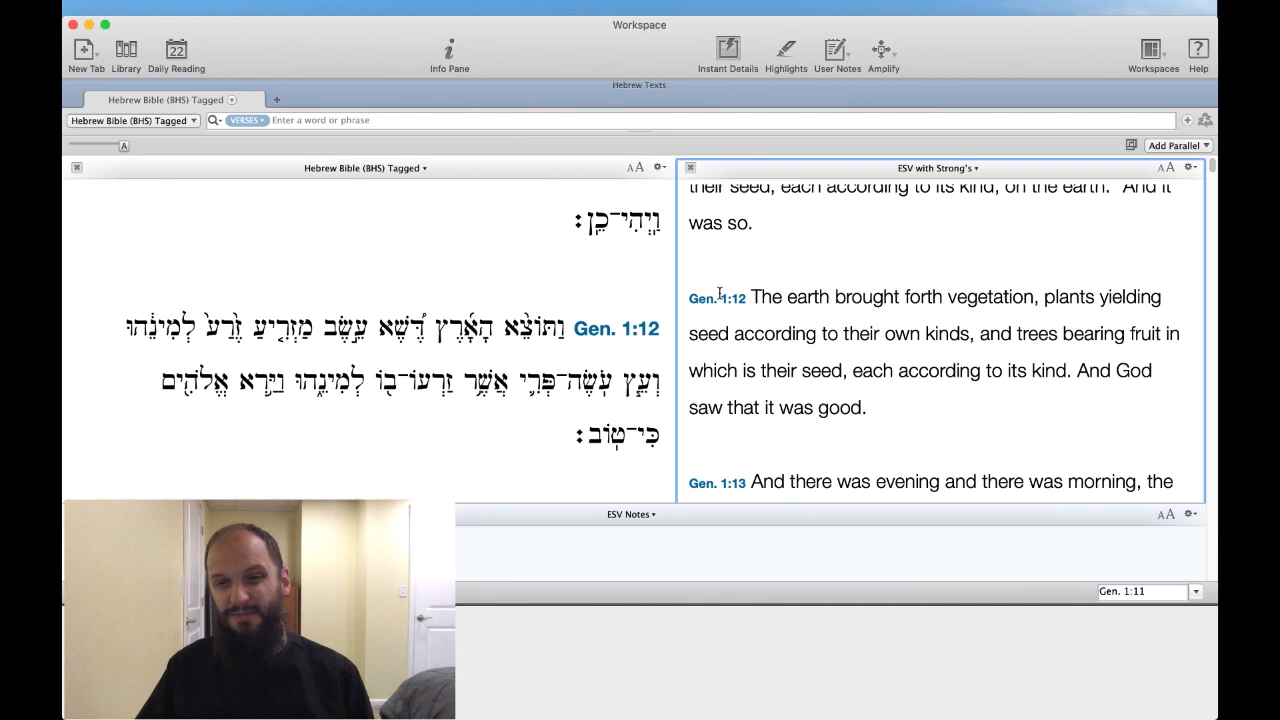 Workspace
New Tab
Library
22
Daily Reading
Info Pane
Instant Details
Highlights
User Notes
Amplify
Workspaces
Help
Hebrew Texts
Hebrew Bible (BHS) Tagged
Hebrew Bible (BHS) Tagged
VERSES
Enter a word or phrase
A
Add Parallel
Hebrew Bible (BHS) Tagged
AA
וַֽיְהִי־כֵֽן׃
Gen. 1:12 וַתּוֹצֵ֨א הָאָ֜רֶץ דֶּ֠שֶׁא עֵ֣שֶׂב מַזְרִ֤יעַ זֶ֙רַע֙ לְמִינֵ֔הוּ
וְעֵ֧ץ עֹֽשֶׂה־פְּרִ֛י אֲשֶׁ֥ר זַרְעוֹ־ב֖וֹ לְמִינֵ֑הוּ וַיַּ֥רְא אֱלֹהִ֖ים
כִּי־טֽוֹב׃
ESV with Strong's
AA
their seed, each according to its kind, on the earth." And it
was so.
Gen. 1:12 The earth brought forth vegetation, plants yielding
seed according to their own kinds, and trees bearing fruit in
which is their seed, each according to its kind. And God
saw that it was good.
Gen. 1:13 And there was evening and there was morning, the
ESV Notes
AA
Gen. 1:11